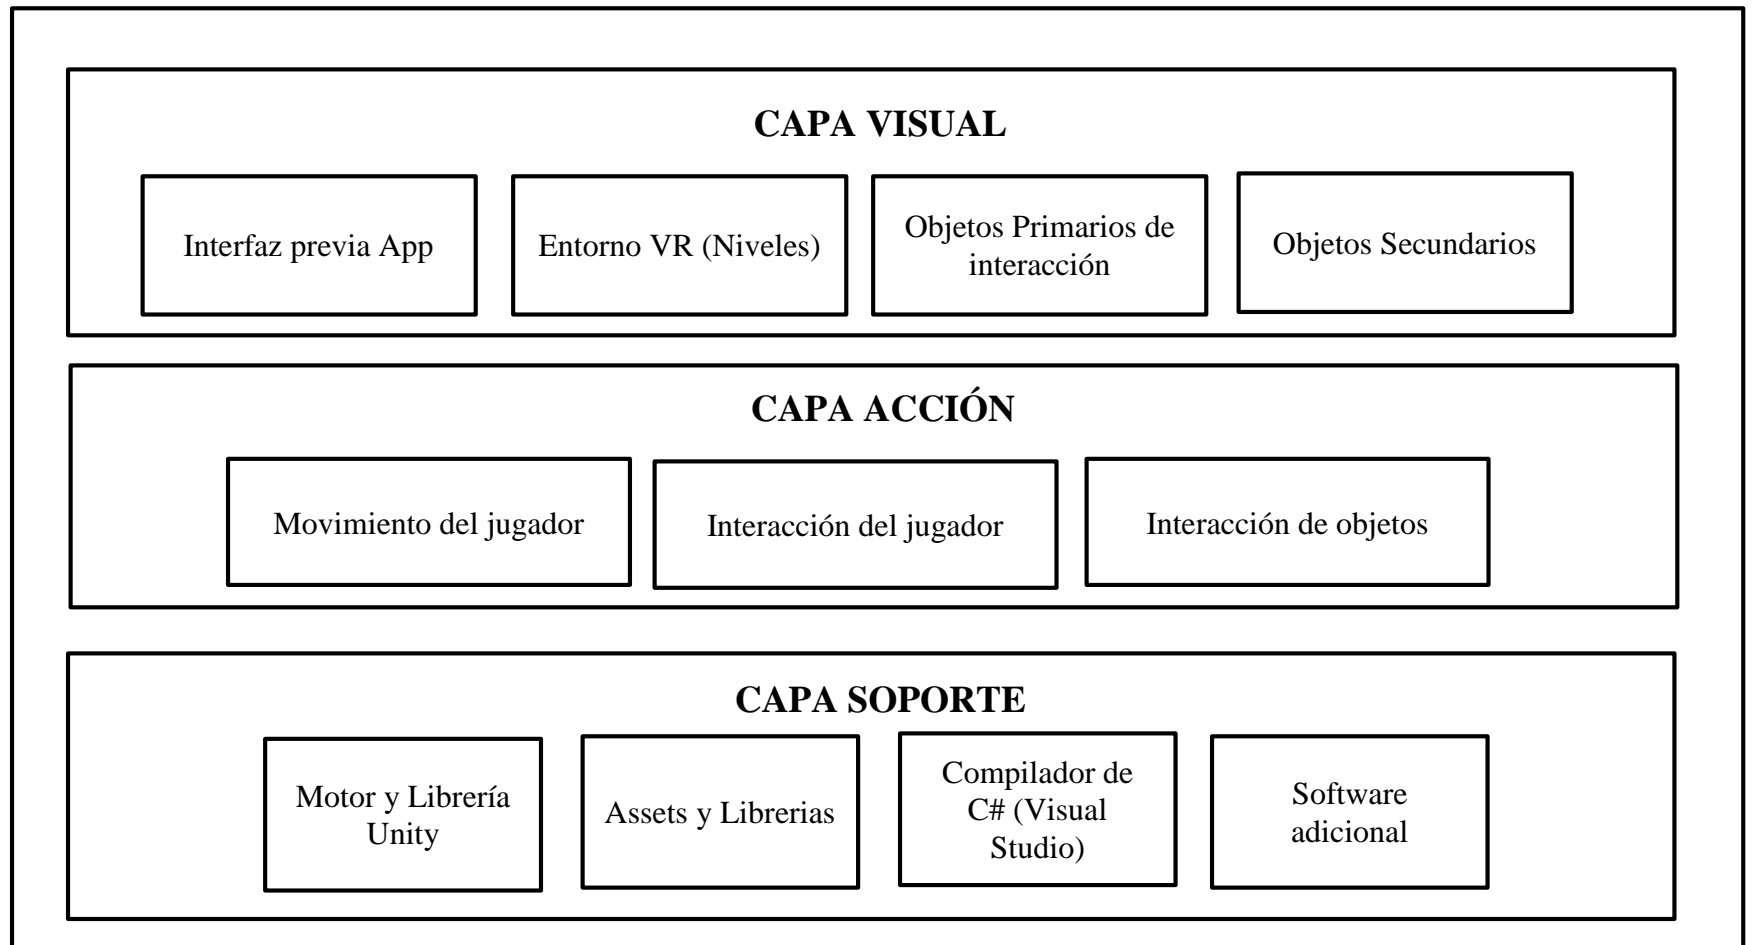 CAPA VISUAL
Interfaz previa App
Entorno VR (Niveles)
Objetos Primarios de
interacción
Objetos Secundarios
CAPA ACCIÓN
Movimiento del jugador
Interacción del jugador
Interacción de objetos
CAPA SOPORTE
Motor y Librería
Unity
Assets y Librerias
Compilador de
C# (Visual
Studio)
Software
adicional